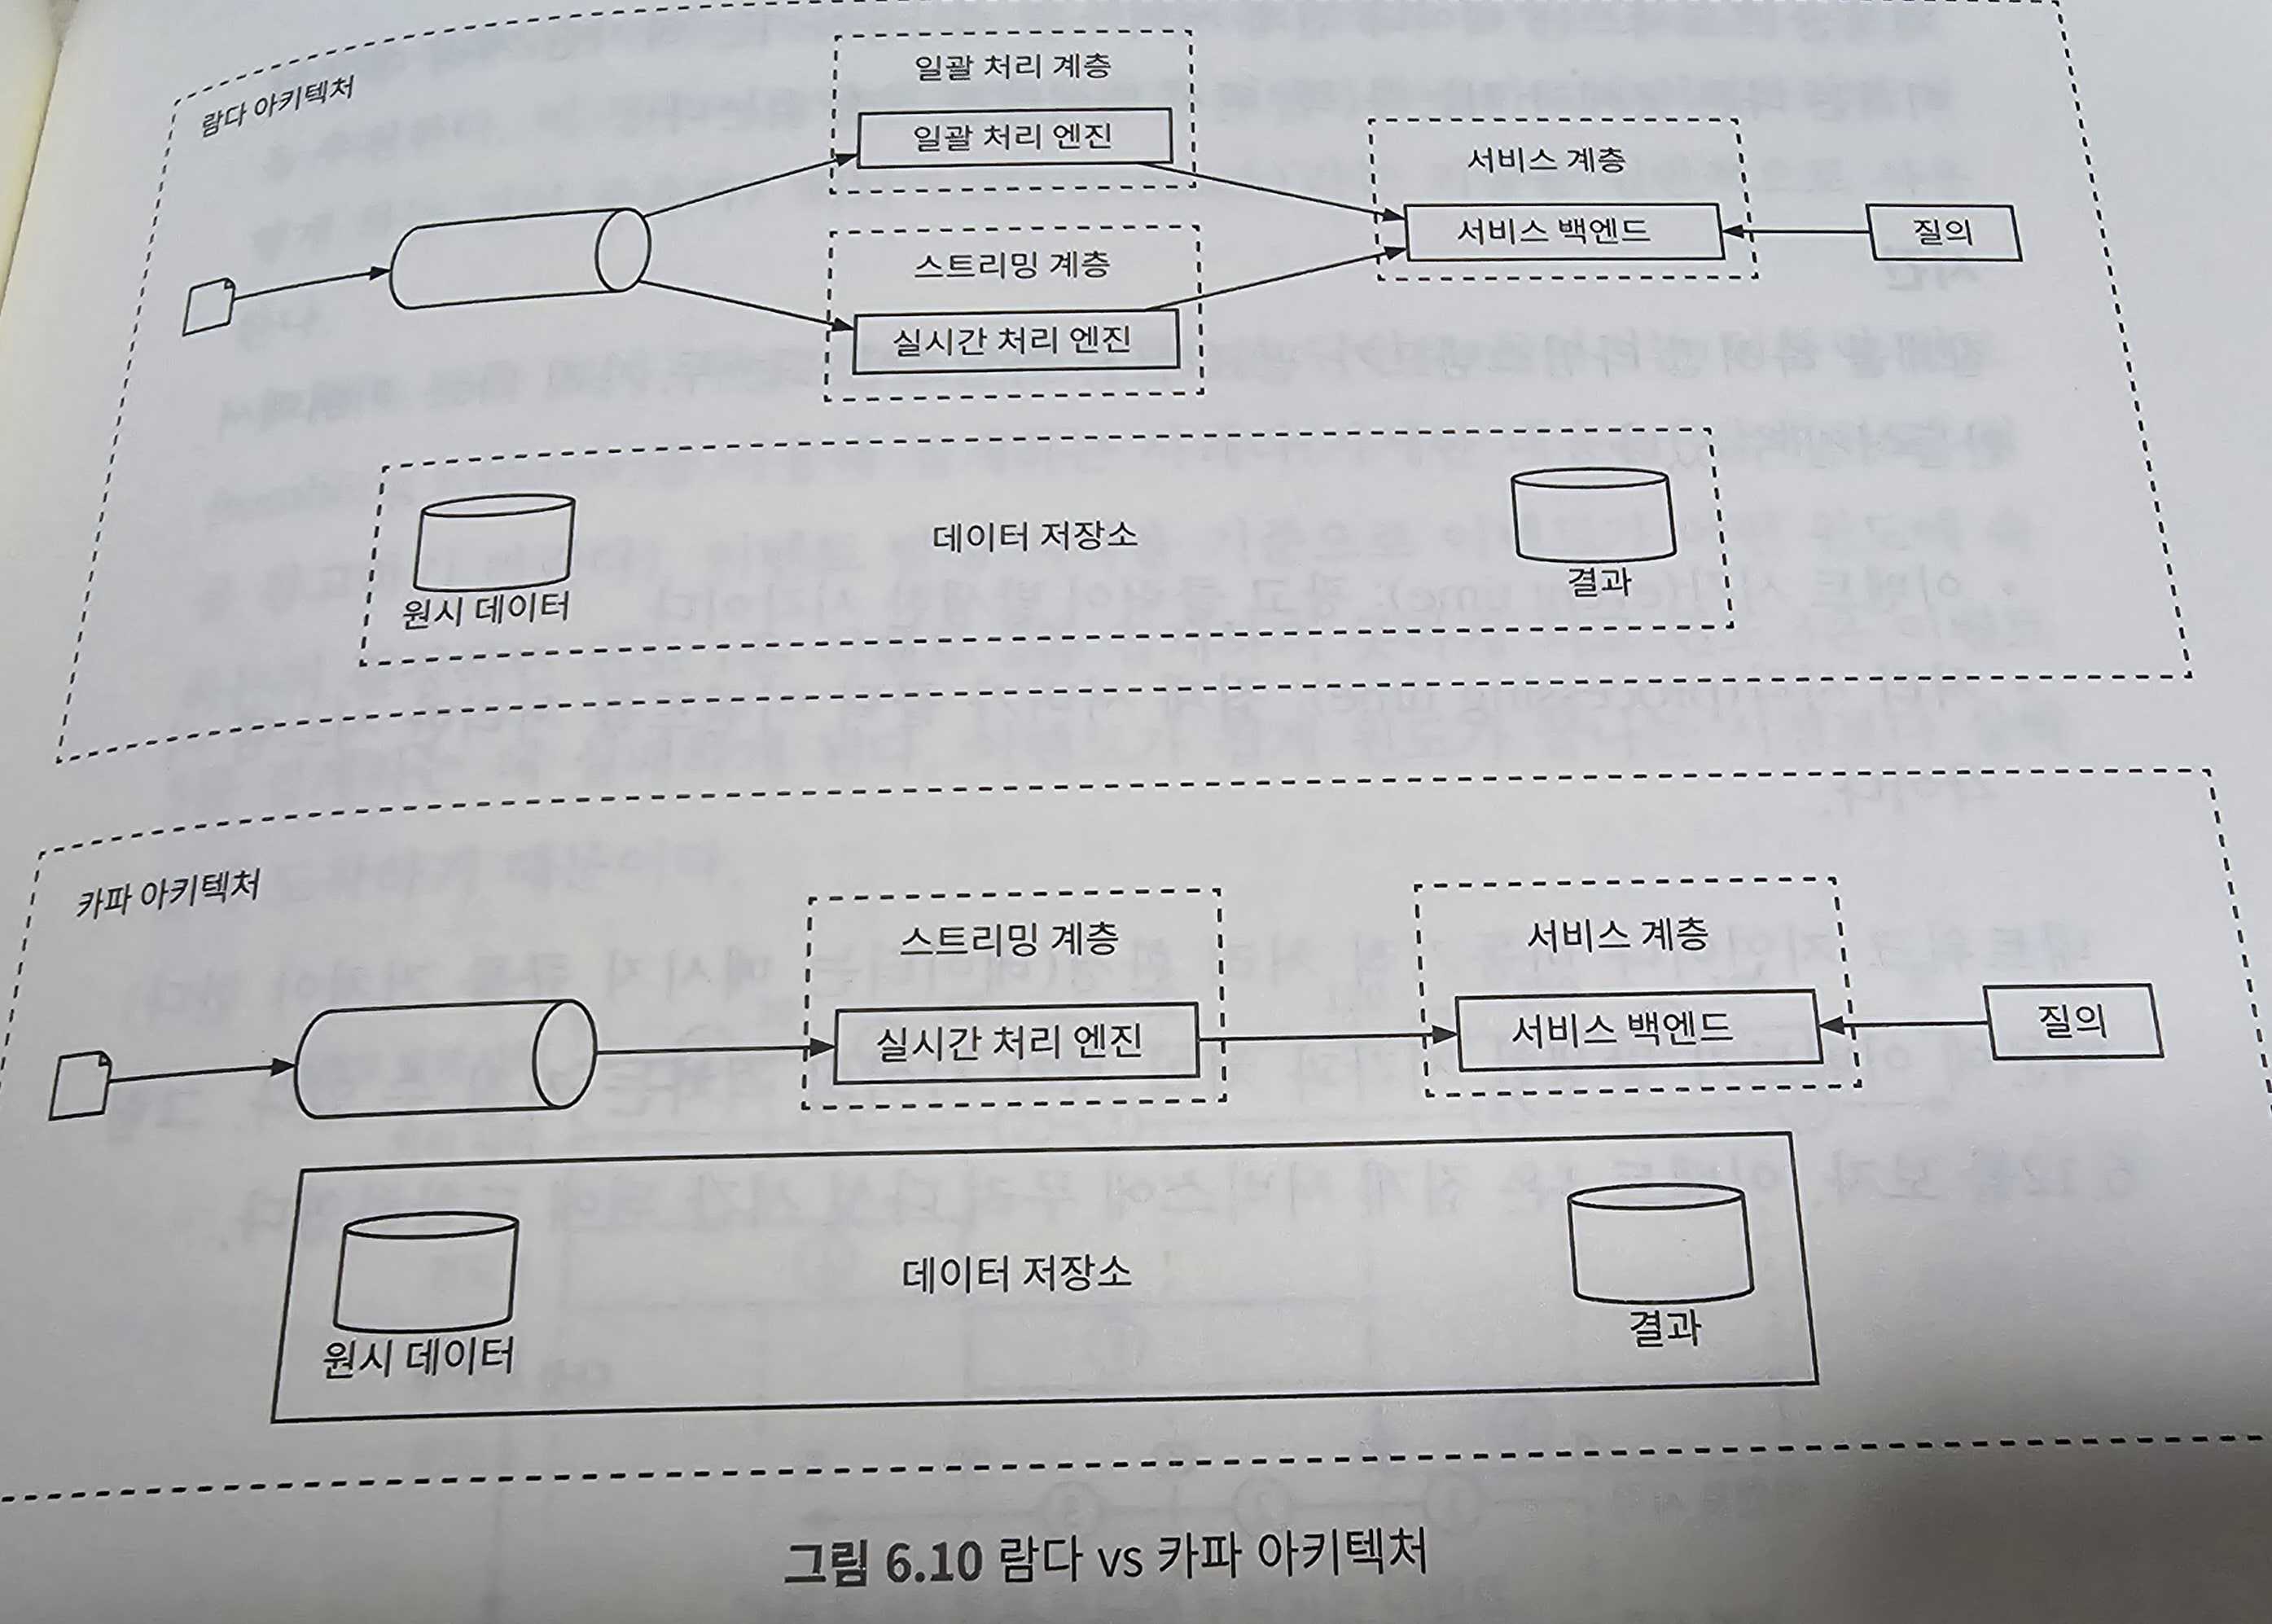 람다 아키텍처
일괄 처리 계층
일괄 처리 엔진
스트리밍 계층
실시간 처리 엔진
서비스 계층
서비스 백엔드
질의
원시 데이터
데이터 저장소
결과
카파 아키텍처
스트리밍 계층
실시간 처리 엔진
서비스 계층
서비스 백엔드
질의
원시 데이터
데이터 저장소
결과
그림 6.10 람다 vs 카파 아키텍처